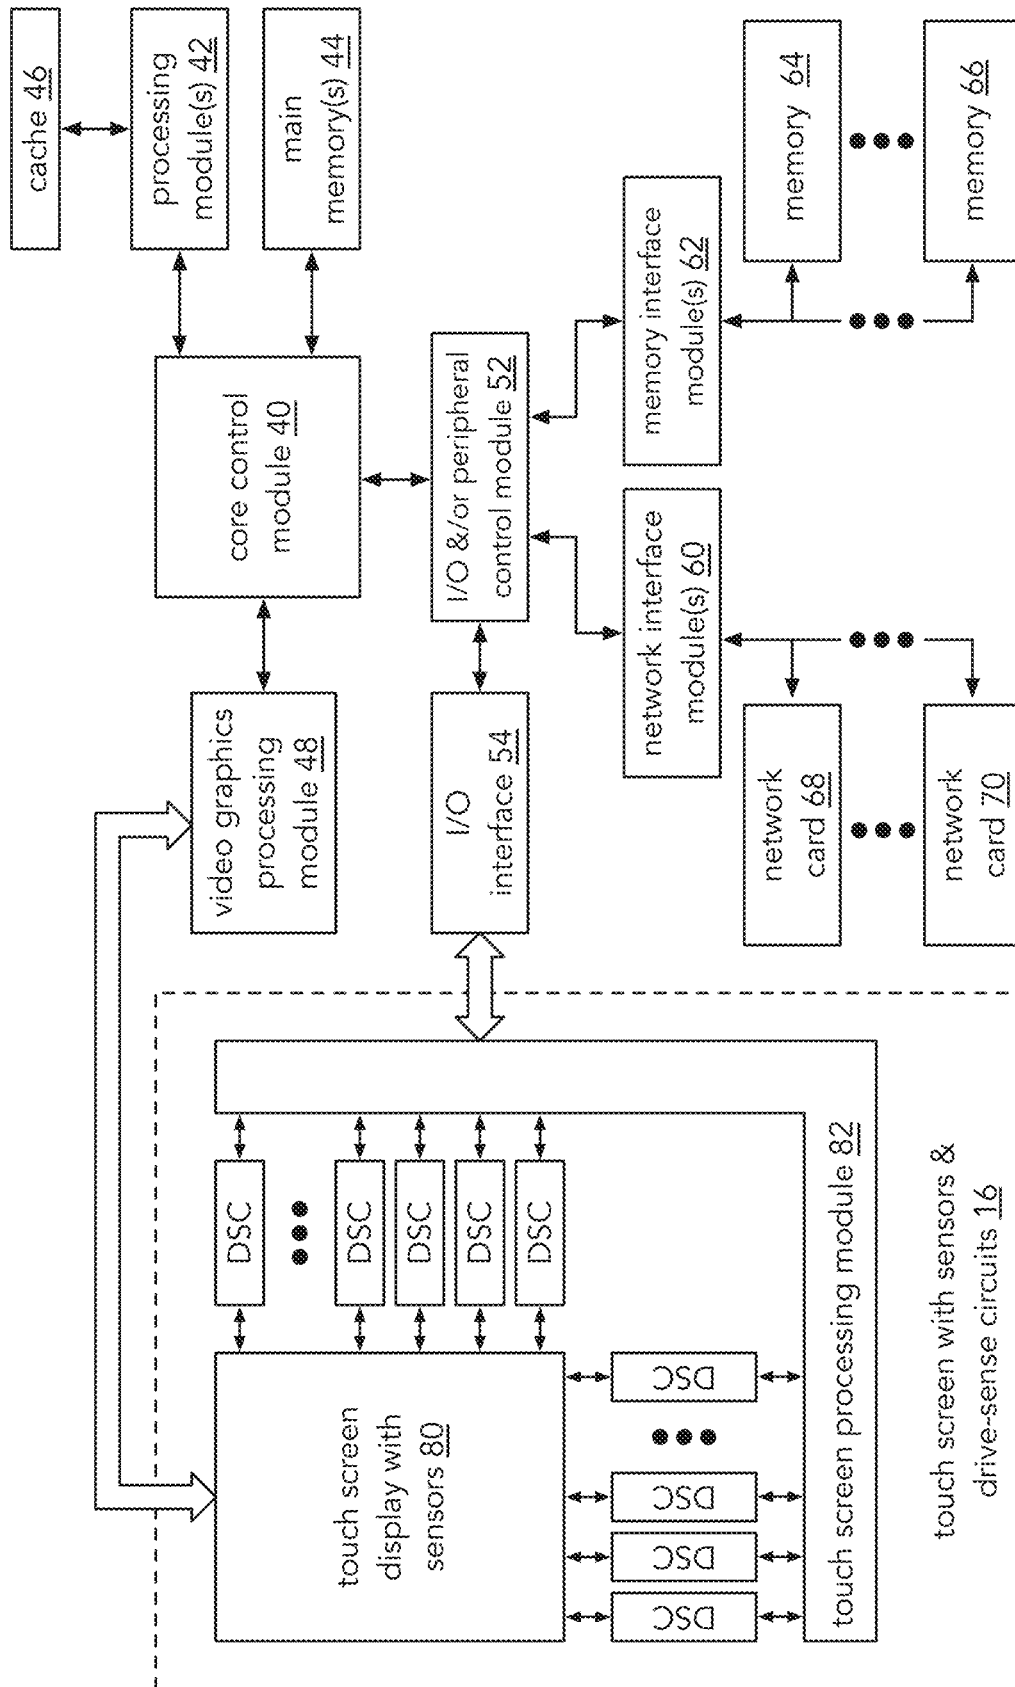 cache 46
processing
module(s) 42
main
memory(s) 44
core control
module 40
video graphics
processing
module 48
I/O &/or peripheral
control module 52
I/O
interface 54
memory interface
module(s) 62
network interface
module(s) 60
memory 64
memory 66
network
card 68
network
card 70
touch screen
display with
sensors 80
DSC
DSC
DSC
DSC
DSC
DSC
DSC
DSC
DSC
touch screen processing module 82
touch screen with sensors &
drive-sense circuits 16